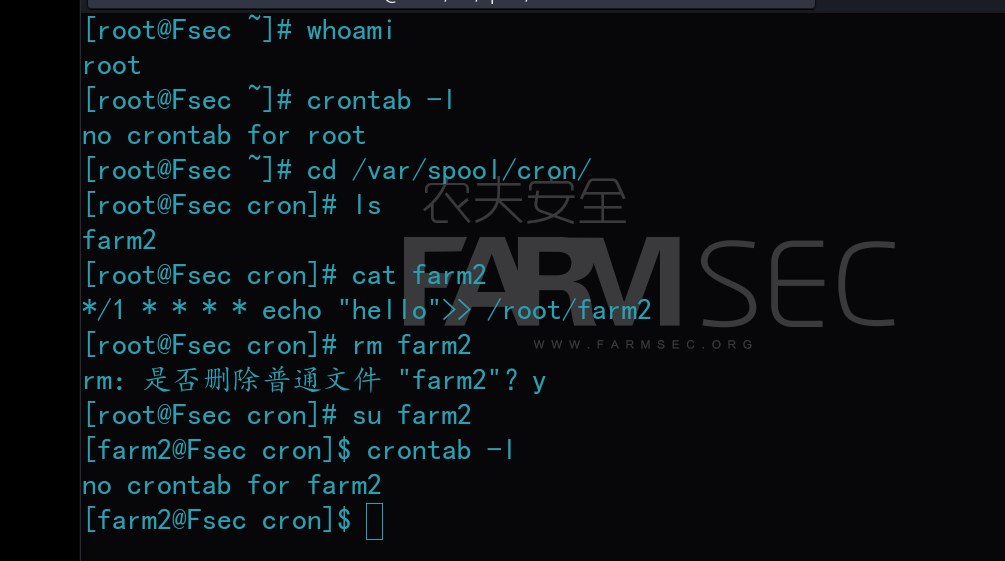 [root@Fsec ~]# whoami
root
[root@Fsec ~]# crontab -l
no crontab for root
[root@Fsec ~]# cd /var/spool/cron/
[root@Fsec cron]# ls
farm2
[root@Fsec cron]# cat farm2
*/1 * * * * echo "hello">> /root/farm2
[root@Fsec cron]# rm farm2
rm：是否删除普通文件 "farm2"？y
[root@Fsec cron]# su farm2
[farm2@Fsec cron]$ crontab -l
no crontab for farm2
[farm2@Fsec cron]$
农夫安全
FARMSEC
WWW.FARMSEC.ORG